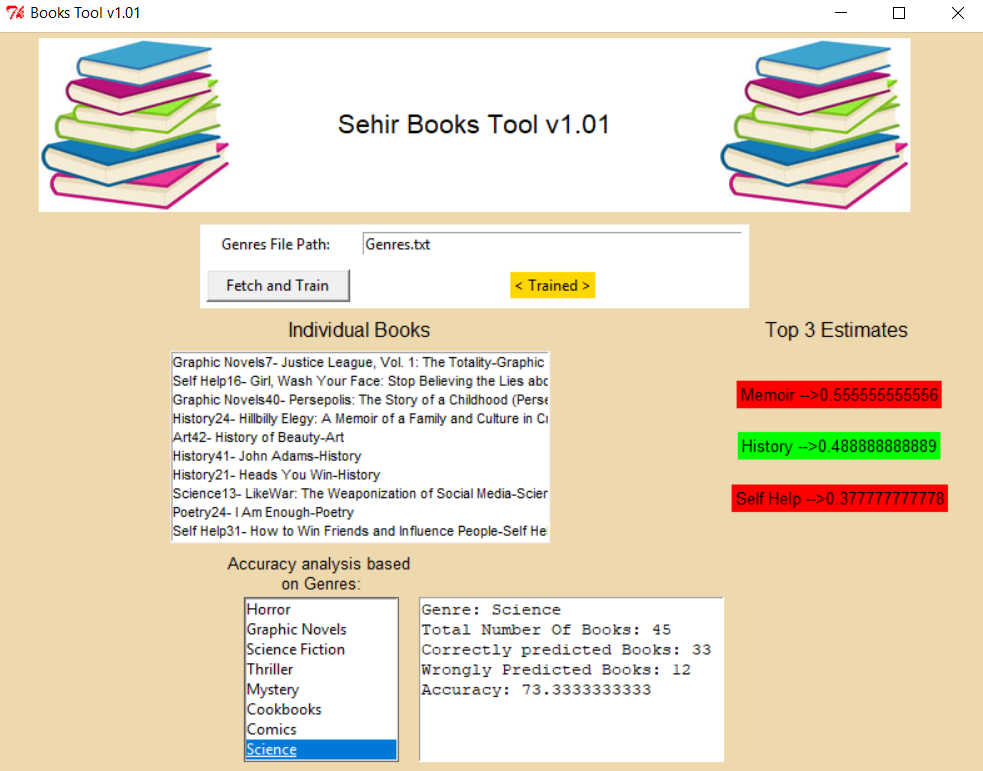 Books Tool v1.01
Sehir Books Tool v1.01
Genres File Path:
Genres.txt
Fetch and Train
< Trained >
Individual Books
Graphic Novels7- Justice League, Vol. 1: The Totality-Graphic
Self Help16- Girl, Wash Your Face: Stop Believing the Lies abo
Graphic Novels40- Persepolis: The Story of a Childhood (Perse
History24- Hillbilly Elegy: A Memoir of a Family and Culture in Cr
Art42- History of Beauty-Art
History41- John Adams-History
History21- Heads You Win-History
Science13- LikeWar: The Weaponization of Social Media-Scien
Poetry24- I Am Enough-Poetry
Self Help31- How to Win Friends and Influence People-Self He
Top 3 Estimates
Memoir -->0.555555555556
History -->0.488888888889
Self Help -->0.377777777778
Accuracy analysis based
on Genres:
Horror
Graphic Novels
Science Fiction
Thriller
Mystery
Cookbooks
Comics
Science
Genre: Science
Total Number Of Books: 45
Correctly predicted Books: 33
Wrongly Predicted Books: 12
Accuracy: 73.3333333333